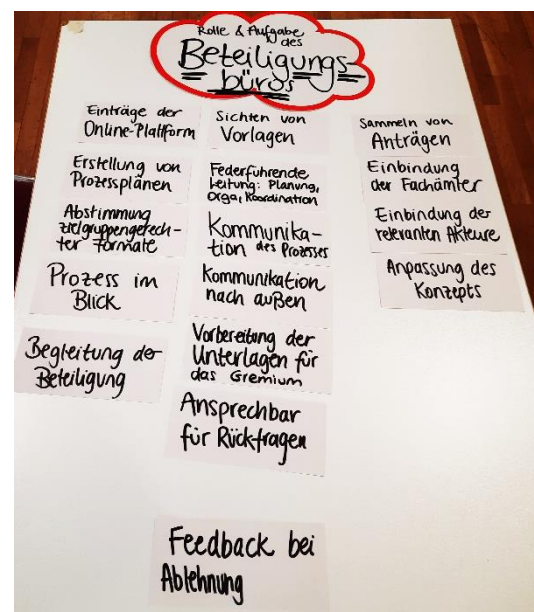 Rolle & Aufgabe
des
Beteiligungs-
büros
Einträge der
Online-Plattform
Erstellung von
Prozessplänen
Abstimmung
zielgruppengerech-
ter Formate
Prozess im
Blick
Begleitung der
Beteiligung
Sichten von
Vorlagen
Federführende
Leitung: Planung,
Orga, Koordination
Kommunika-
tion des Prozesses
Kommunikation
nach außen
Vorbereitung der
Unterlagen für
das Gremium
Ansprechbar
für Rückfragen
Feedback bei
Ablehnung
Sammeln von
Anträgen
Einbindung
der Fachämter
Einbindung der
relevanten Akteure
Anpassung des
Konzepts